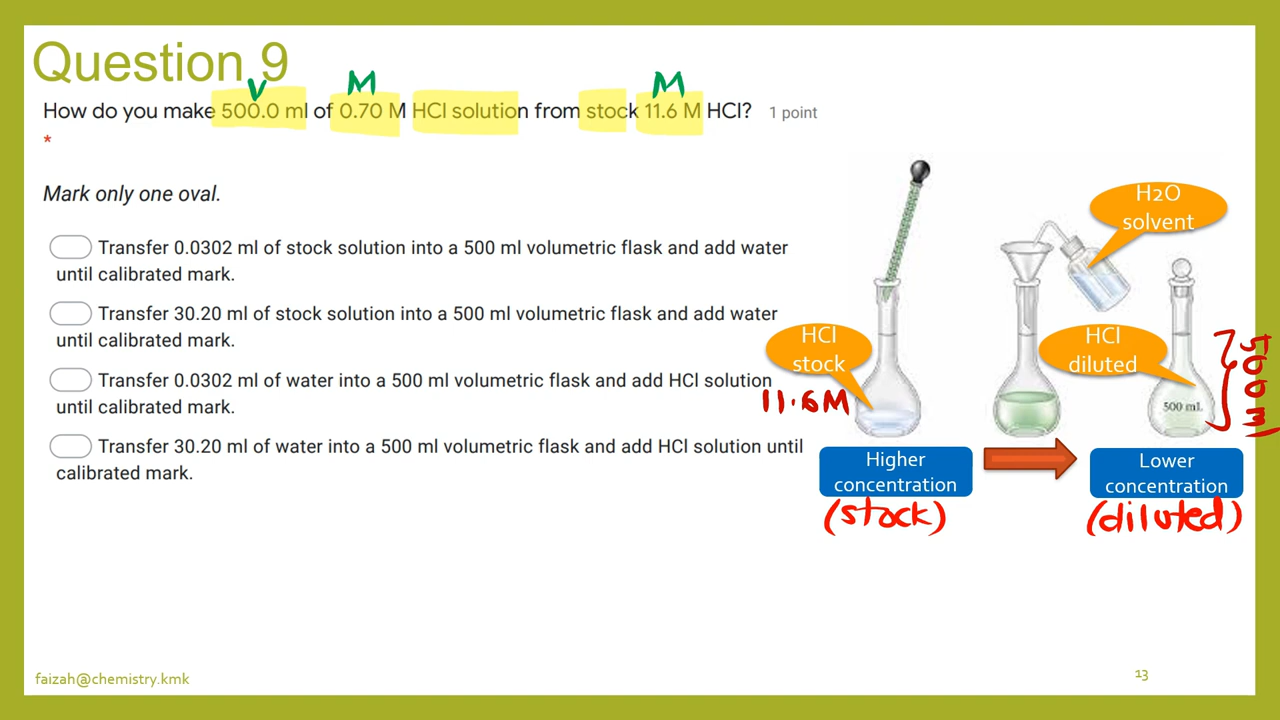 Question 9
V M M
How do you make 500.0 ml of 0.70 M HCl solution from stock 11.6 M HCl? 1 point
*
Mark only one oval.
Transfer 0.0302 ml of stock solution into a 500 ml volumetric flask and add water
until calibrated mark.
Transfer 30.20 ml of stock solution into a 500 ml volumetric flask and add water
until calibrated mark.
Transfer 0.0302 ml of water into a 500 ml volumetric flask and add HCl solution
until calibrated mark.
Transfer 30.20 ml of water into a 500 ml volumetric flask and add HCl solution until
calibrated mark.
H2O
solvent
HCl
stock
11.6M
HCl
diluted
500 ml
500 mL
Higher
concentration
(stock)
Lower
concentration
(diluted)
faizah@chemistry.kmk
13